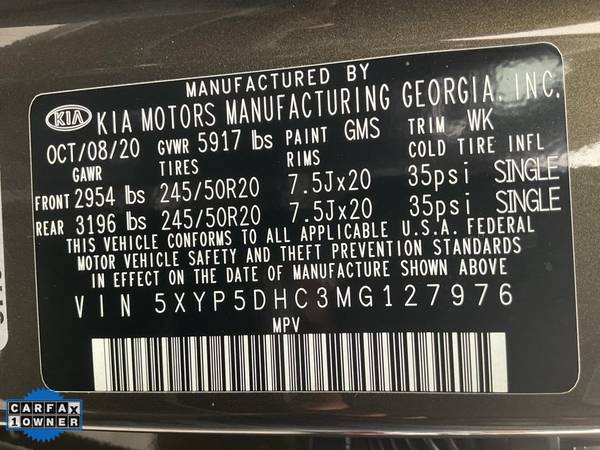 MANUFACTURED BY
KIA KIA MOTORS MANUFACTURING GEORGIA, INC.
OCT/08/20 GVWR 5917 lbs PAINT GMS TRIM WK
GAWR TIRES RIMS COLD TIRE INFL
FRONT 2954 lbs 245/50R20 7.5Jx20 35psi SINGLE
REAR 3196 lbs 245/50R20 7.5Jx20 35psi SINGLE
THIS VEHICLE CONFORMS TO ALL APPLICABLE U.S.A. FEDERAL
MOTOR VEHICLE SAFETY AND THEFT PREVENTION STANDARDS
IN EFFECT ON THE DATE OF MANUFACTURE SHOWN ABOVE
VIN 5XYP5DHC3MG127976
MPV
CARFAX
1 OWNER